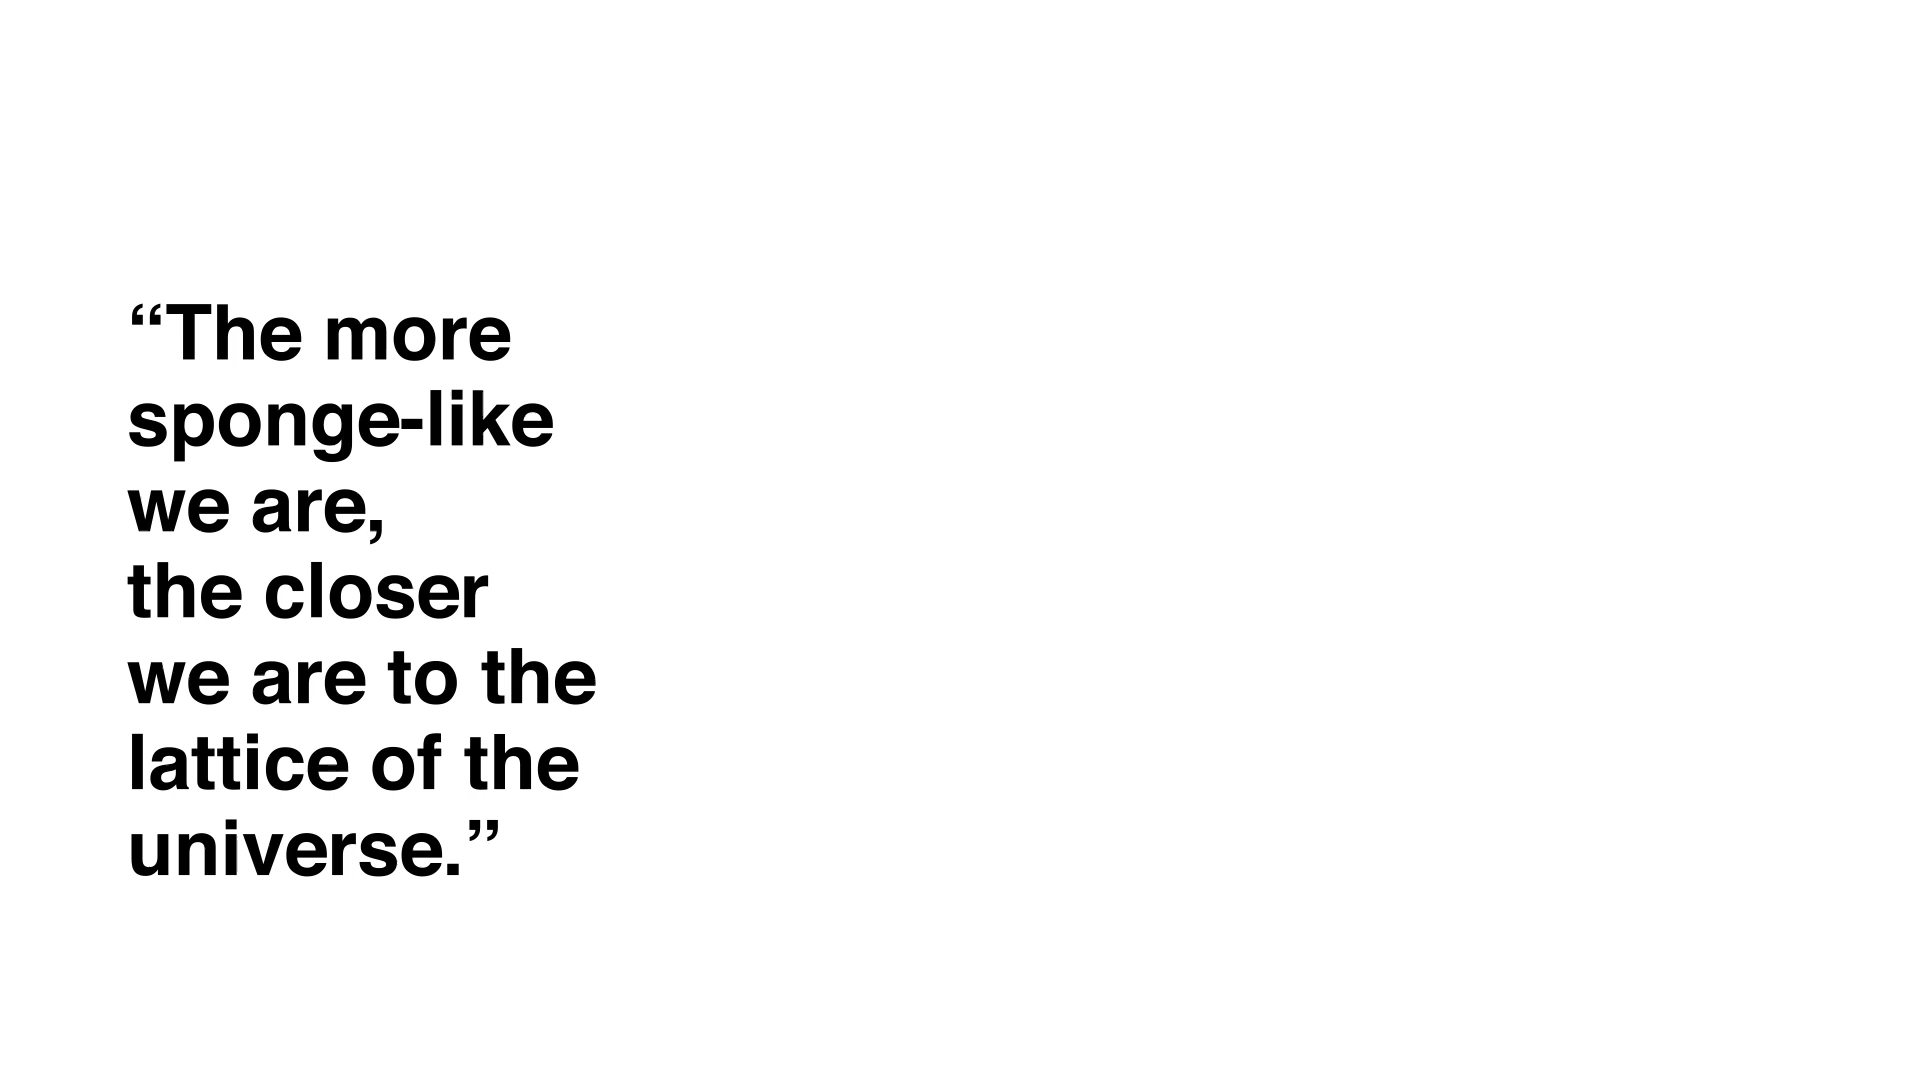 “The more
sponge-like
we are,
the closer
we are to the
lattice of the
universe.”